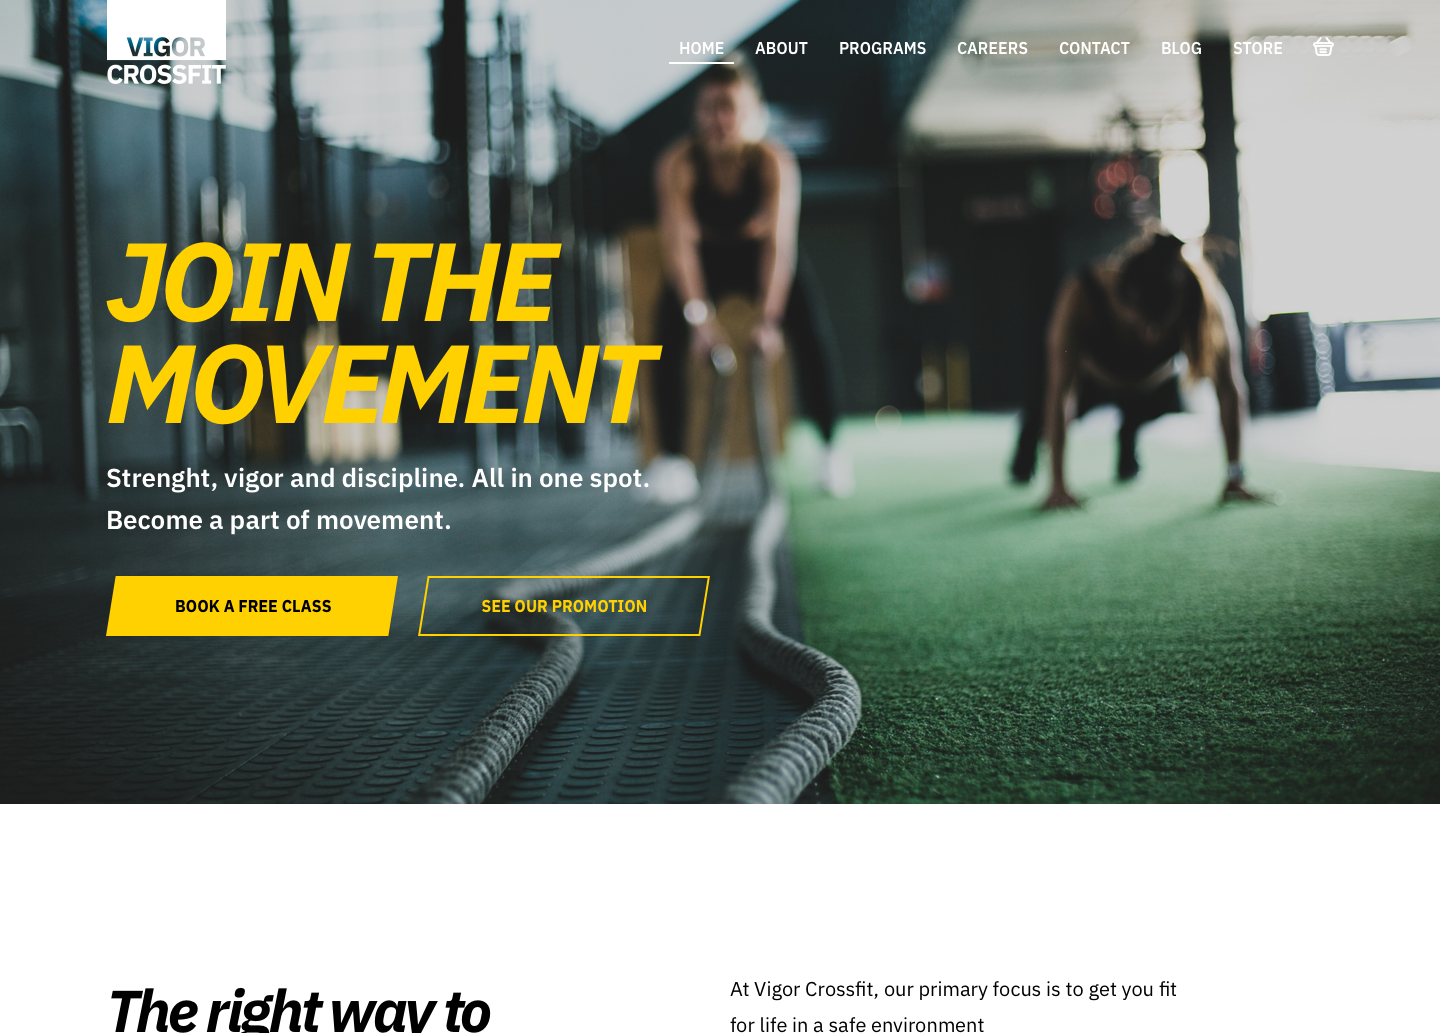 VIGOR
CROSSFIT
HOME ABOUT PROGRAMS CAREERS CONTACT BLOG STORE
JOIN THE
MOVEMENT
Strenght, vigor and discipline. All in one spot.
Become a part of movement.
BOOK A FREE CLASS SEE OUR PROMOTION
The right way to
At Vigor Crossfit, our primary focus is to get you fit
for life in a safe environment